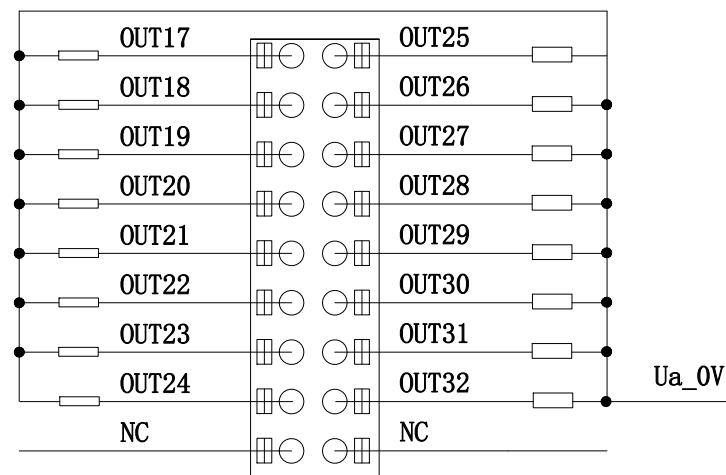 OUT17 OUT25
OUT18 OUT26
OUT19 OUT27
OUT20 OUT28
OUT21 OUT29
OUT22 OUT30
OUT23 OUT31
OUT24 OUT32 Ua_0V
NC NC